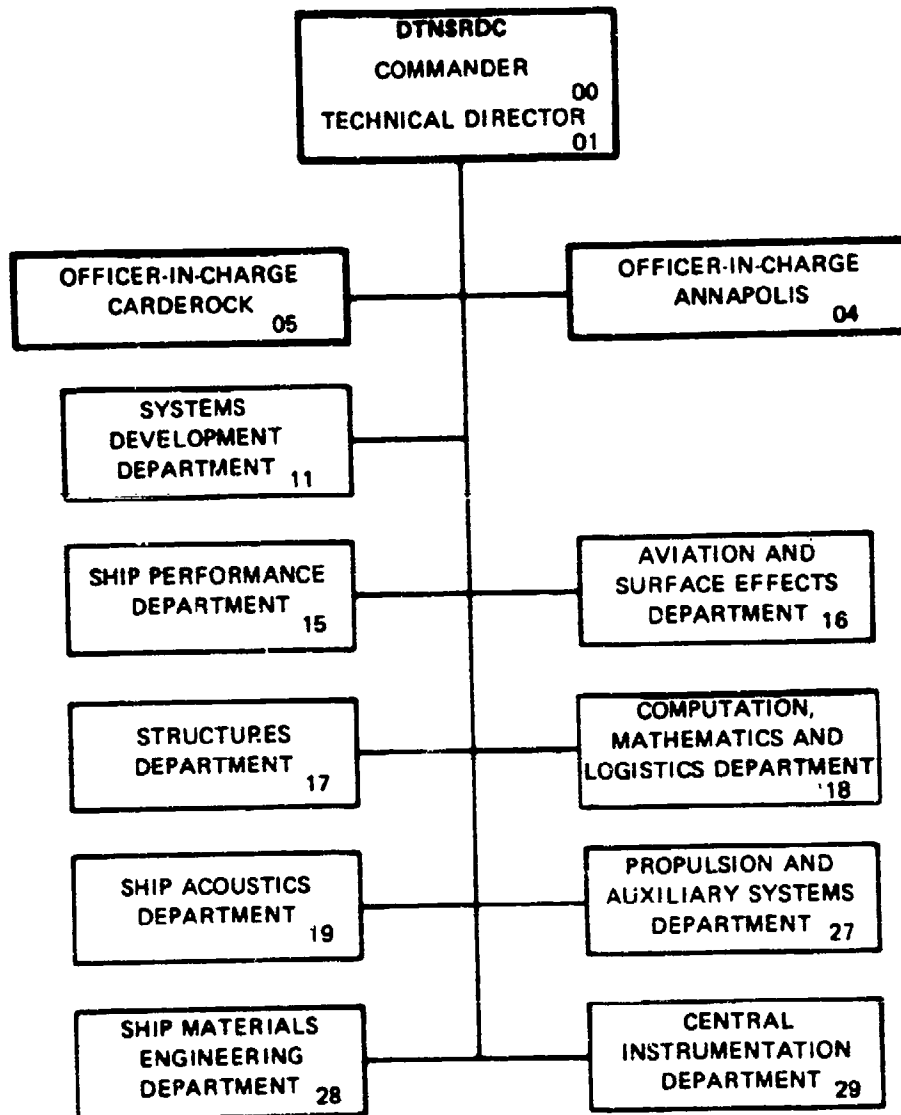 DTNSRDC
COMMANDER
00
TECHNICAL DIRECTOR
01
OFFICER-IN-CHARGE
CARDEROCK
05
OFFICER-IN-CHARGE
ANNAPOLIS
04
SYSTEMS
DEVELOPMENT
DEPARTMENT
11
SHIP PERFORMANCE
DEPARTMENT
15
AVIATION AND
SURFACE EFFECTS
DEPARTMENT
16
STRUCTURES
DEPARTMENT
17
COMPUTATION,
MATHEMATICS AND
LOGISTICS DEPARTMENT
18
SHIP ACOUSTICS
DEPARTMENT
19
PROPULSION AND
AUXILIARY SYSTEMS
DEPARTMENT
27
SHIP MATERIALS
ENGINEERING
DEPARTMENT
28
CENTRAL
INSTRUMENTATION
DEPARTMENT
29